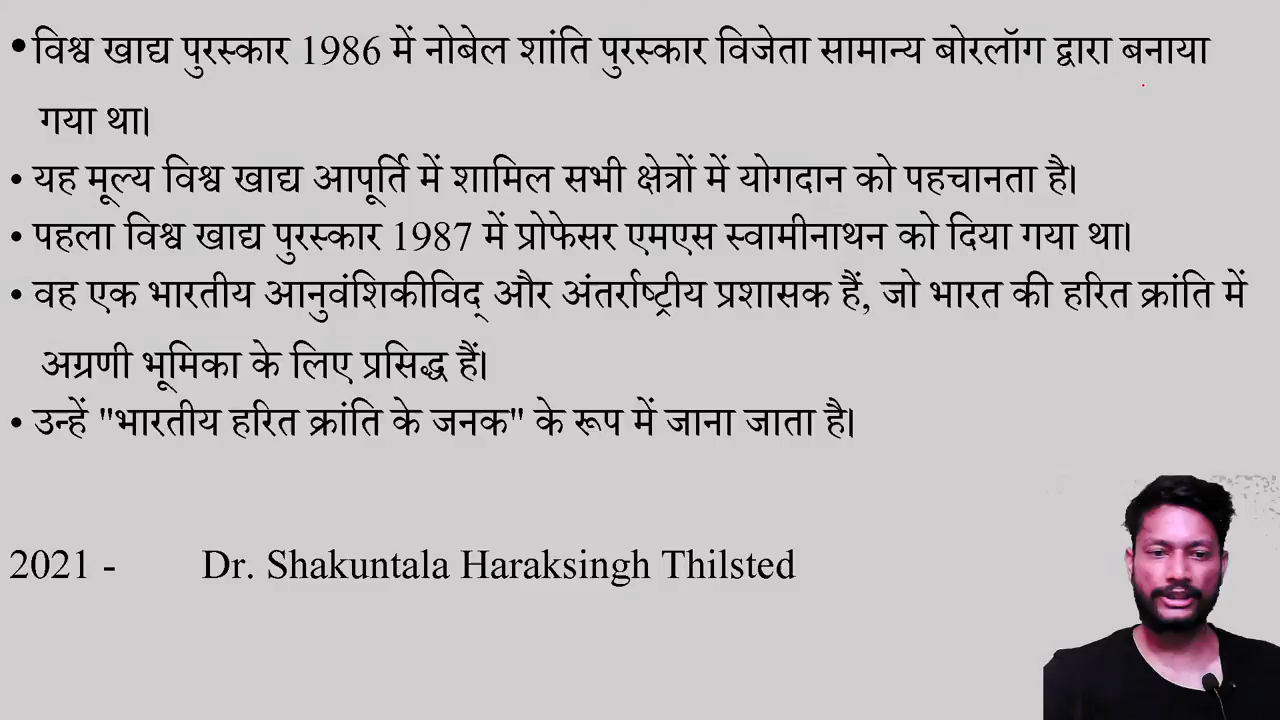 • विश्व खाद्य पुरस्कार 1986 में नोबेल शांति पुरस्कार विजेता सामान्य बोरलॉग द्वारा बनाया
गया था।
• यह मूल्य विश्व खाद्य आपूर्ति में शामिल सभी क्षेत्रों में योगदान को पहचानता है।
• पहला विश्व खाद्य पुरस्कार 1987 में प्रोफेसर एमएस स्वामीनाथन को दिया गया था।
• वह एक भारतीय आनुवंशिकीविद् और अंतर्राष्ट्रीय प्रशासक हैं, जो भारत की हरित क्रांति में
अग्रणी भूमिका के लिए प्रसिद्ध हैं।
• उन्हें "भारतीय हरित क्रांति के जनक" के रूप में जाना जाता है।
2021 - Dr. Shakuntala Haraksingh Thilsted